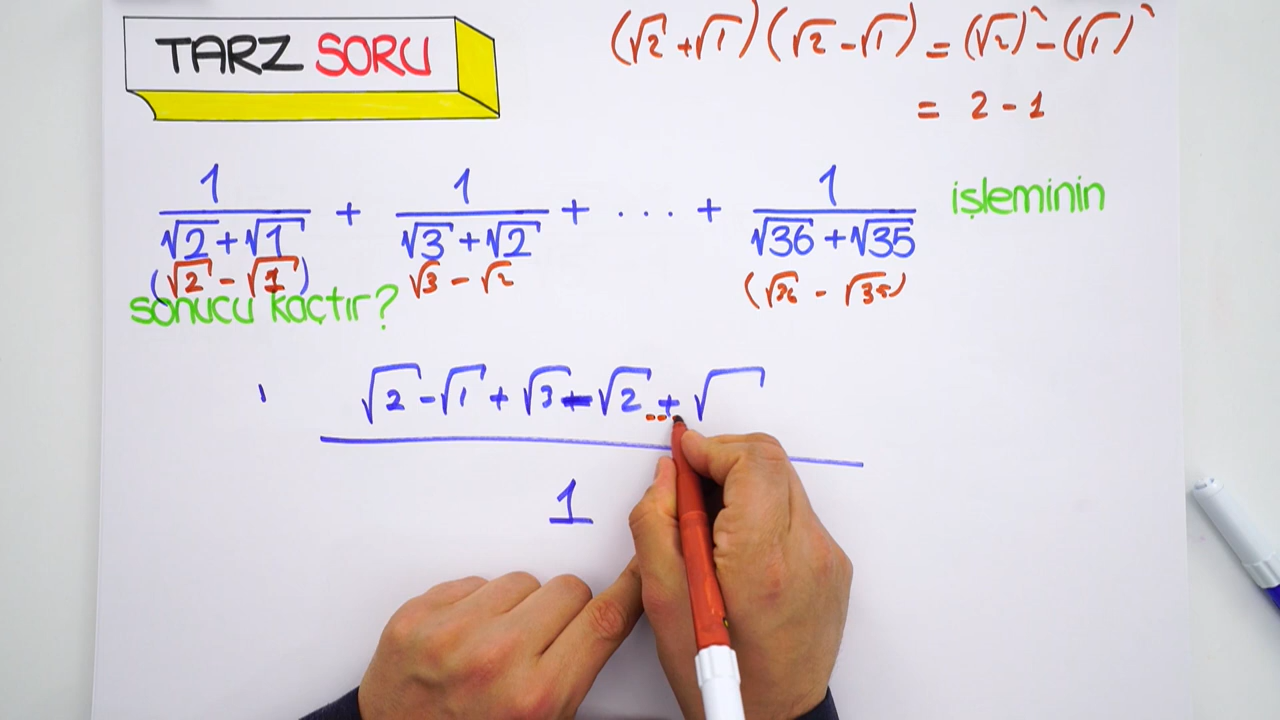 TARZ SORU
(√2 + √1) (√2 - √1) = (√2)² - (√1)²
= 2 - 1
1/(√2 + √1) + 1/(√3 + √2) + . . . + 1/(√36 + √35) işleminin
(√2 - √1) √3 - √2 (√36 - √35)
sonucu kaçtır?
√2 - √1 + √3 - √2 .. + √
1